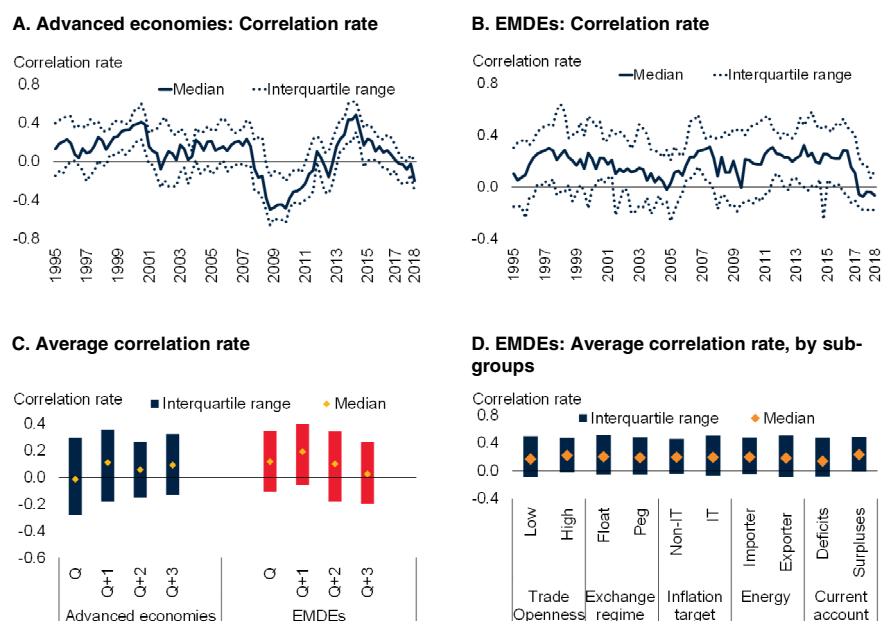 A. Advanced economies: Correlation rate
Correlation rate
Median
Interquartile range
0.8
0.4
0.0
-0.4
-0.8
1995
1997
1999
2001
2003
2005
2007
2009
2011
2013
2015
2017
2018
B. EMDEs: Correlation rate
Correlation rate
Median
Interquartile range
0.8
0.4
0.0
-0.4
1995
1997
1999
2001
2003
2005
2007
2009
2011
2013
2015
2017
2018
C. Average correlation rate
Correlation rate
Interquartile range
Median
0.4
0.2
0.0
-0.2
-0.4
-0.6
Q
Q+1
Q+2
Q+3
Q
Q+1
Q+2
Q+3
Advanced economies
EMDEs
D. EMDEs: Average correlation rate, by sub-
groups
Correlation rate
Interquartile range
Median
0.8
0.4
0.0
-0.4
Low
High
Float
Peg
Non-IT
IT
Importer
Exporter
Deficits
Surpluses
Trade
Openness
Exchange
regime
Inflation
target
Energy
Current
account